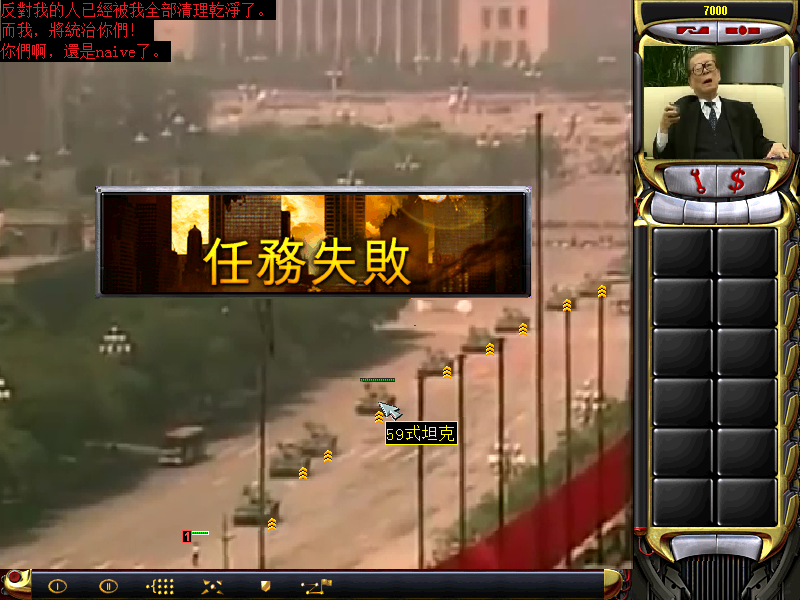 反對我的人已經被我全部清理乾淨了。
而我，將統治你們！
你們啊，還是naive了。
7000
任務失敗
59式坦克
1
$